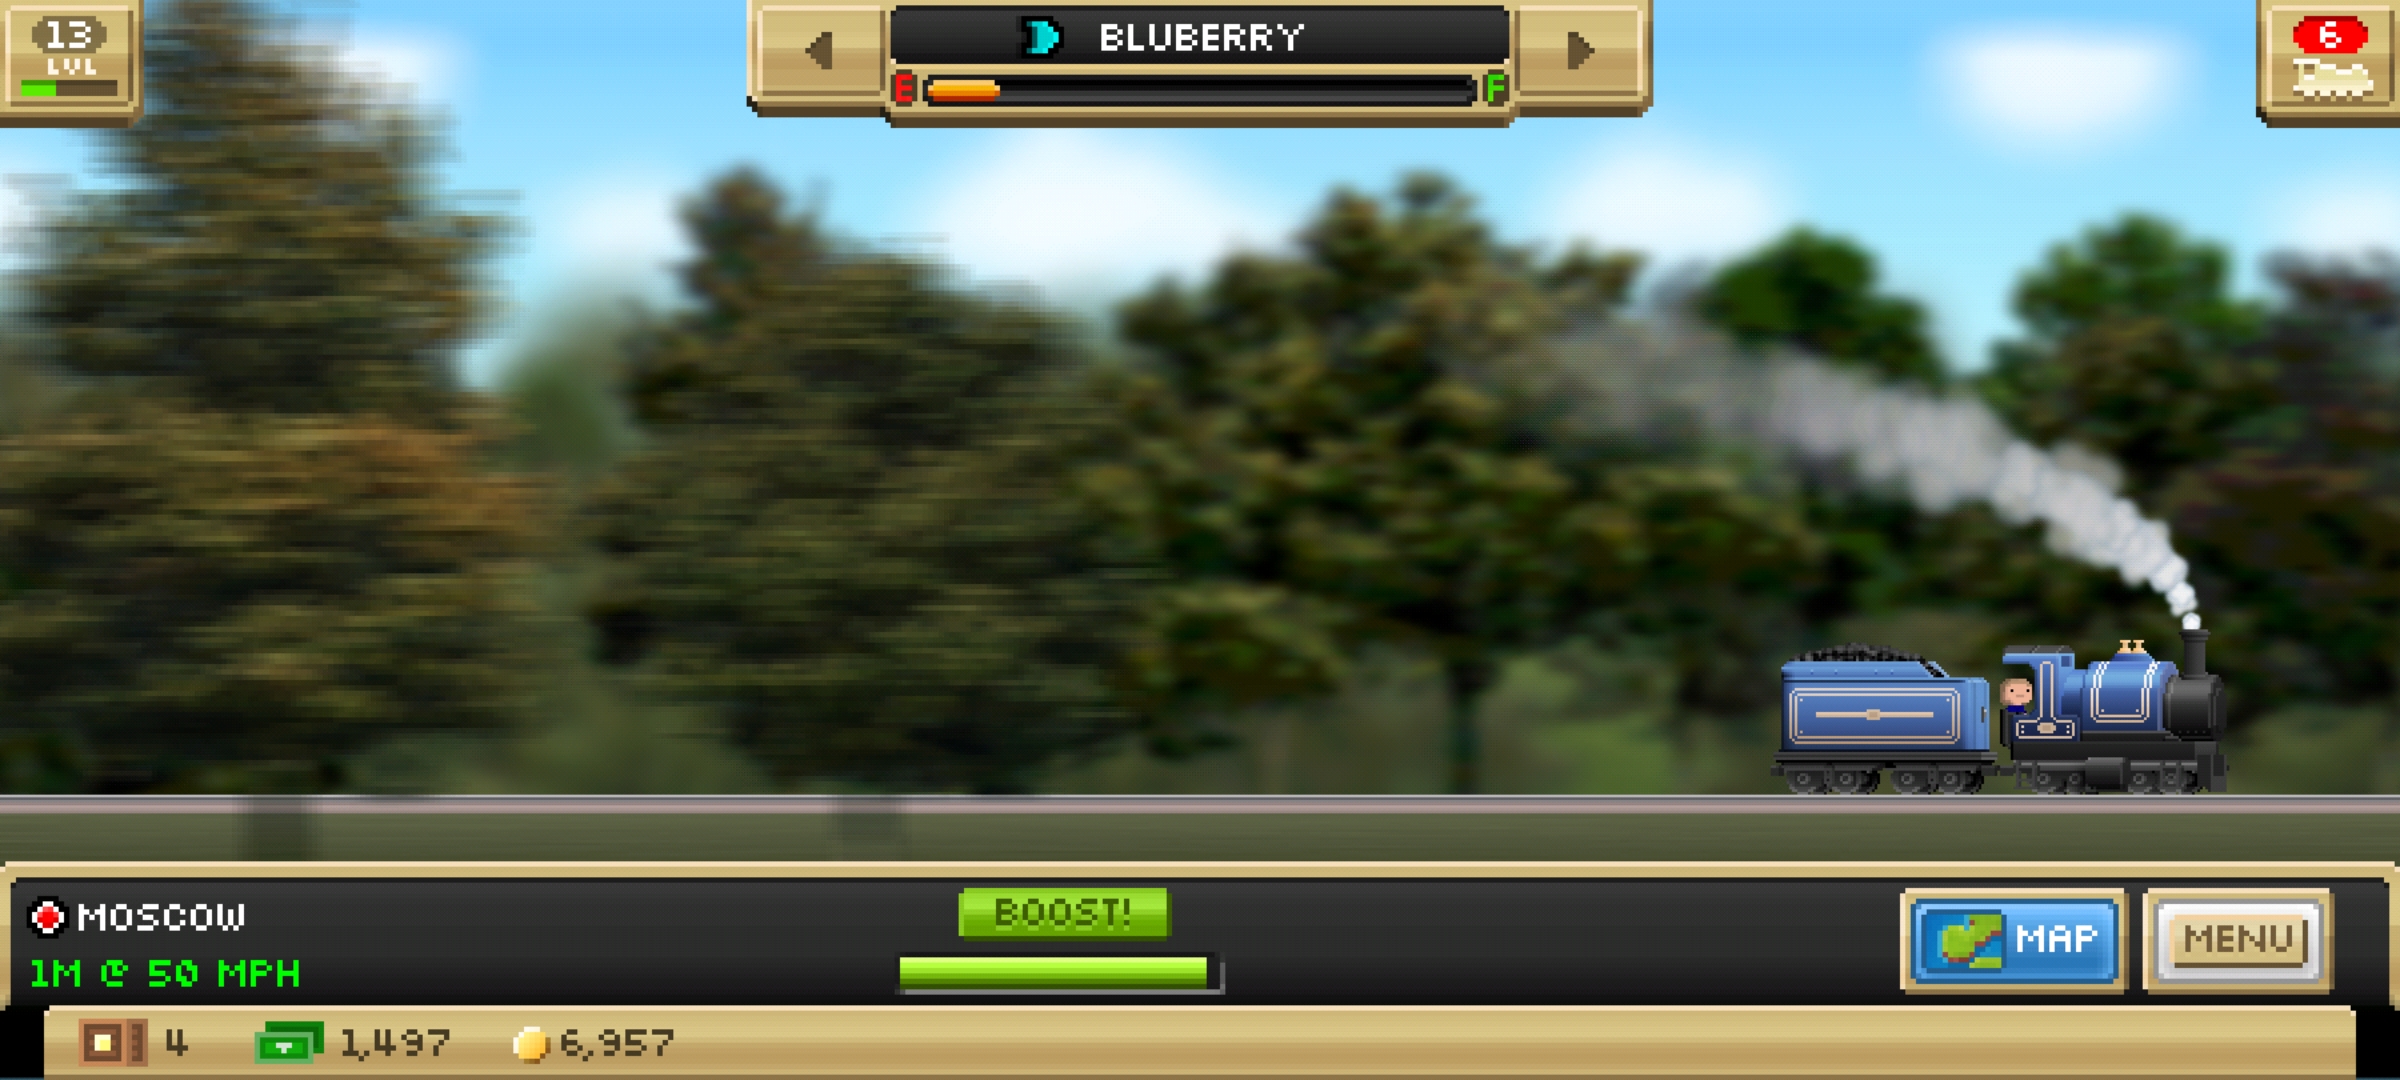 13
LVL
BLUBERRY
E F
6
MOSCOW
1M @ 50 MPH
BOOST!
MAP
MENU
4 1,497 6,957